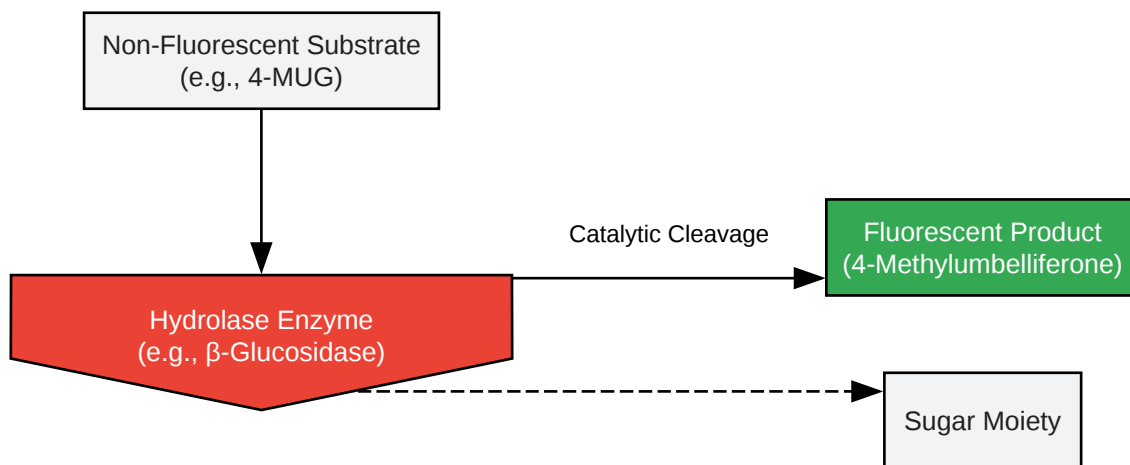 Non-Fluorescent Substrate
(e.g., 4-MUG)
Catalytic Cleavage
Fluorescent Product
(4-Methylumbelliferone)
Hydrolase Enzyme
(e.g., β-Glucosidase)
Sugar Moiety